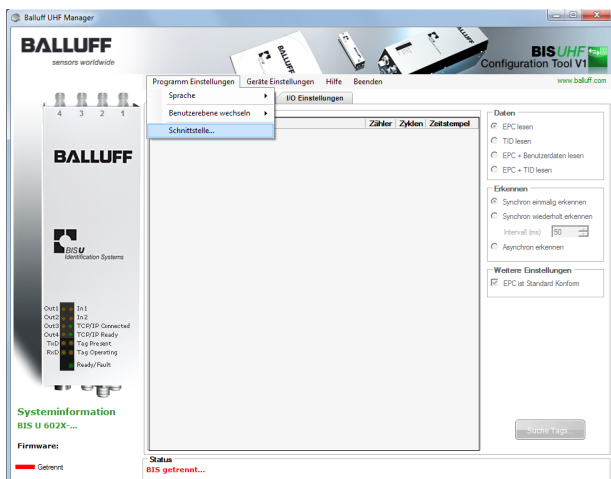 Balluff UHF Manager
BALLUFF
sensors worldwide
BALLUFF
BIS UHF
Configuration Tool V1
www.balluff.com
Programm Einstellungen Geräte Einstellungen Hilfe Beenden
Sprache
Benutzerebene wechseln
Schnittstelle...
I/O Einstellungen
Zähler Zyklen Zeitstempel
4 3 2 1
BALLUFF
BIS U
Identification Systems
Out1 In1
Out2 In2
Out3 TCP/IP Connected
Out4 TCP/IP Ready
TxD Tag Present
RxD Tag Operating
Ready/Fault
Daten
EPC lesen
TID lesen
EPC + Benutzerdaten lesen
EPC + TID lesen
Erkennen
Synchron einmalig erkennen
Synchron wiederholt erkennen
Intervall (ms) 50
Asynchron erkennen
Weitere Einstellungen
EPC ist Standard Konform
Suche Tags...
Systeminformation
BIS U 602X-...
Firmware:
Getrennt
Status
BIS getrennt...